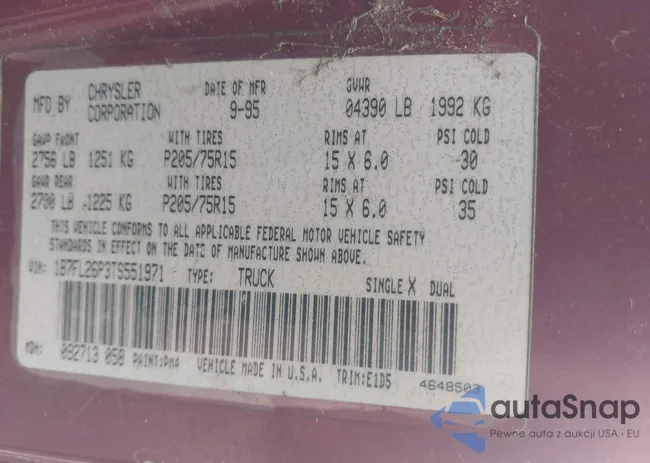 MFD BY CHRYSLER CORPORATION DATE OF MFR 9-95 GVWR 04390 LB 1992 KG
GAWR FRONT WITH TIRES RIMS AT PSI COLD
2756 LB 1251 KG P205/75R15 15 X 6.0 30
GAWR REAR WITH TIRES RIMS AT PSI COLD
2700 LB 1225 KG P205/75R15 15 X 6.0 35
THIS VEHICLE CONFORMS TO ALL APPLICABLE FEDERAL MOTOR VEHICLE SAFETY
STANDARDS IN EFFECT ON THE DATE OF MANUFACTURE SHOWN ABOVE.
VIN: 1B7FL26P3TS551971 TYPE: TRUCK SINGLE X DUAL
MDH: 092713 058 PAINT:PMA VEHICLE MADE IN U.S.A. TRIM:E1D5 4648503
autaSnap
Pewne auta z aukcji USA i EU